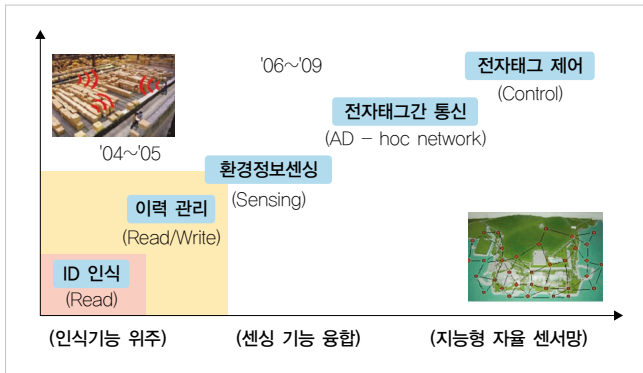 '06~'09
전자태그 제어
(Control)
전자태그간 통신
(AD - hoc network)
'04~'05
환경정보센싱
(Sensing)
이력 관리
(Read/Write)
ID 인식
(Read)
(인식기능 위주) (센싱 기능 융합) (지능형 자율 센서망)